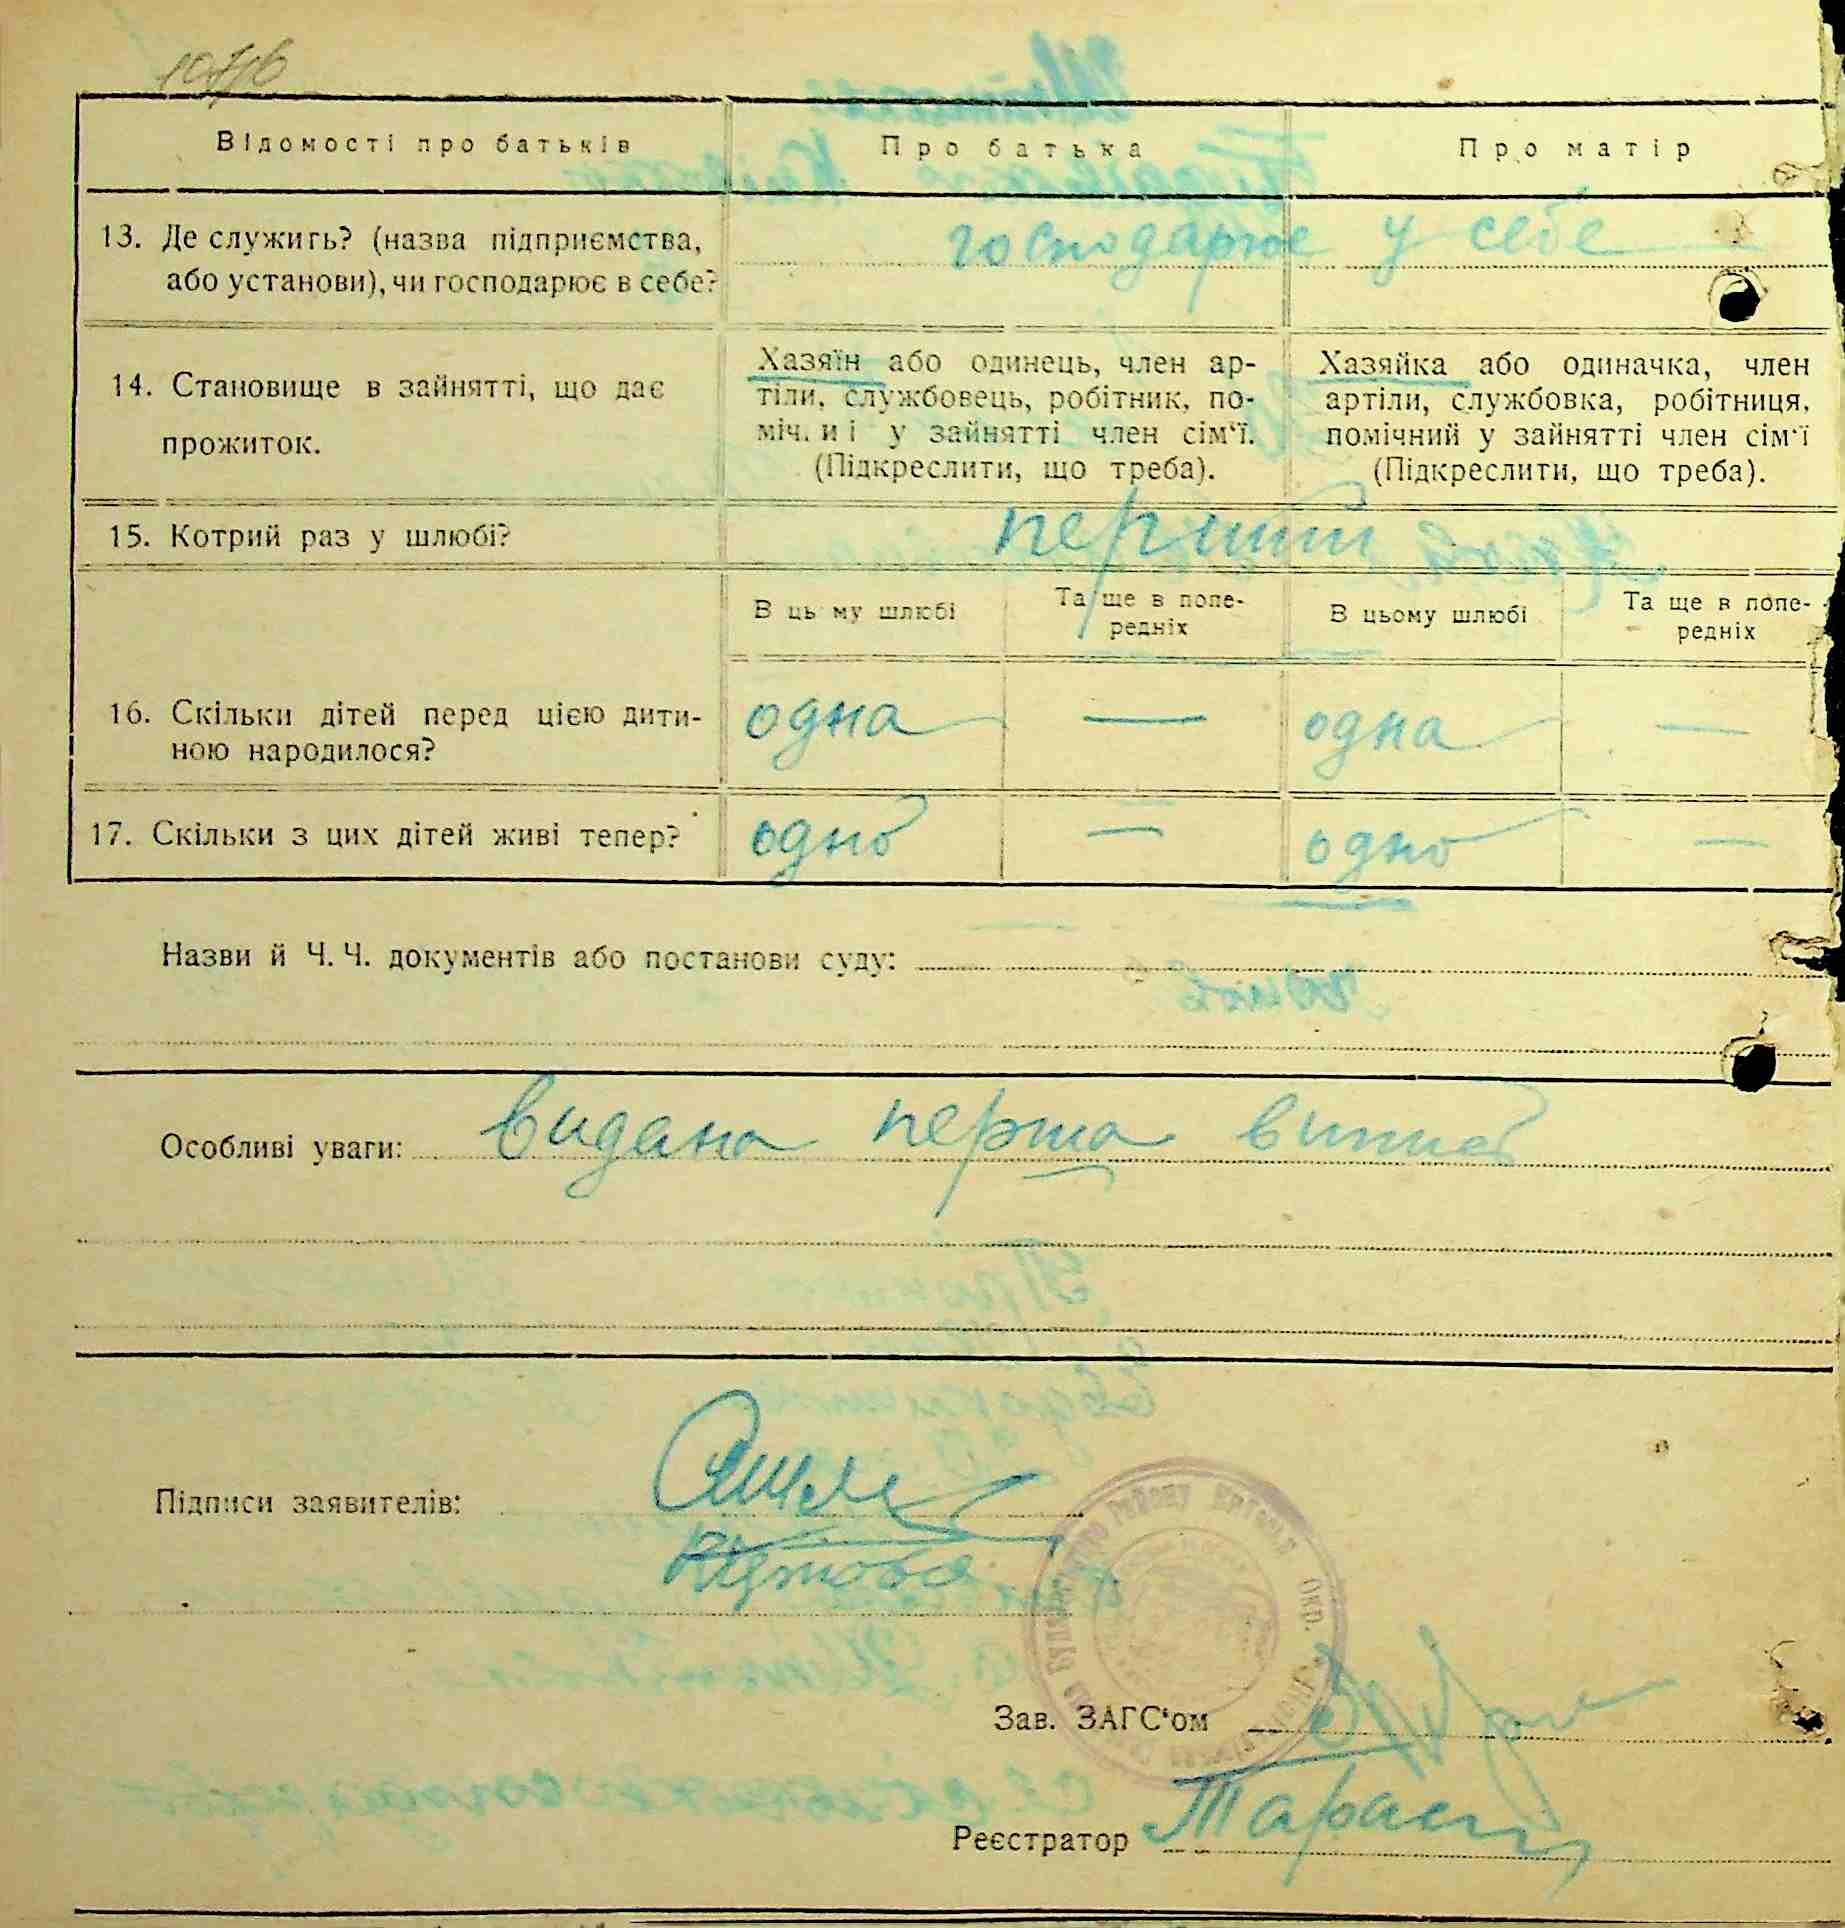 Відомості про батьків Про батька Про матір
13. Де служить? (назва підприємства, або установи), чи господарює в себе?
господарює у себе
14. Становище в зайнятті, що дає прожиток.
Хазяїн або одинець, член ар-
тіли, службовець, робітник, по-
міч. и і у зайнятті член сім'ї.
(Підкреслити, що треба).
Хазяйка або одиначка, член
артіли, службовка, робітниця,
помічний у зайнятті член сім'ї
(Підкреслити, що треба).
15. Котрий раз у шлюбі? перший
В ць му шлюбі Та ще в попе-
редніх В цьому шлюбі Та ще в попе-
редніх
16. Скільки дітей перед цією дити-
ною народилося?
одна — одна —
17. Скільки з цих дітей живі тепер? одно — одно —
Назви й Ч. Ч. документів або постанови суду:
Особливі уваги: видана перша
Підписи заявителів:
Зав. ЗАГС'ом
Реєстратор